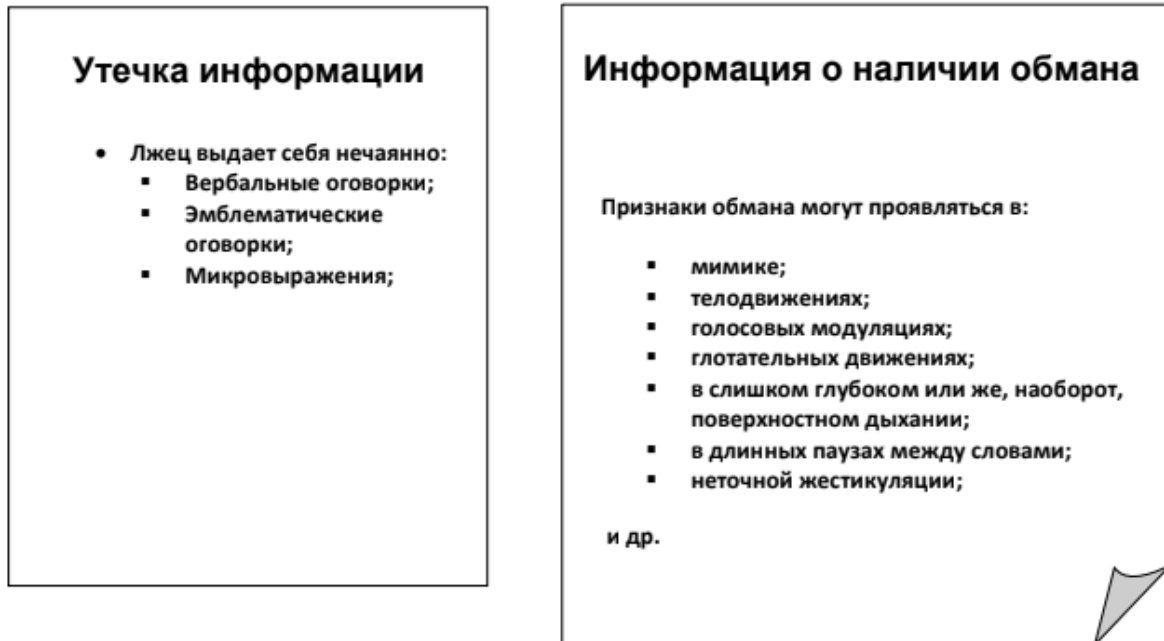 Утечка информации
• Лжец выдает себя нечаянно:
▪ Вербальные оговорки;
▪ Эмблематические
оговорки;
▪ Микровыражения;
Информация о наличии обмана
Признаки обмана могут проявляться в:
▪ мимике;
▪ телодвижениях;
▪ голосовых модуляциях;
▪ глотательных движениях;
▪ в слишком глубоком или же, наоборот,
поверхностном дыхании;
▪ в длинных паузах между словами;
▪ неточной жестикуляции;
и др.